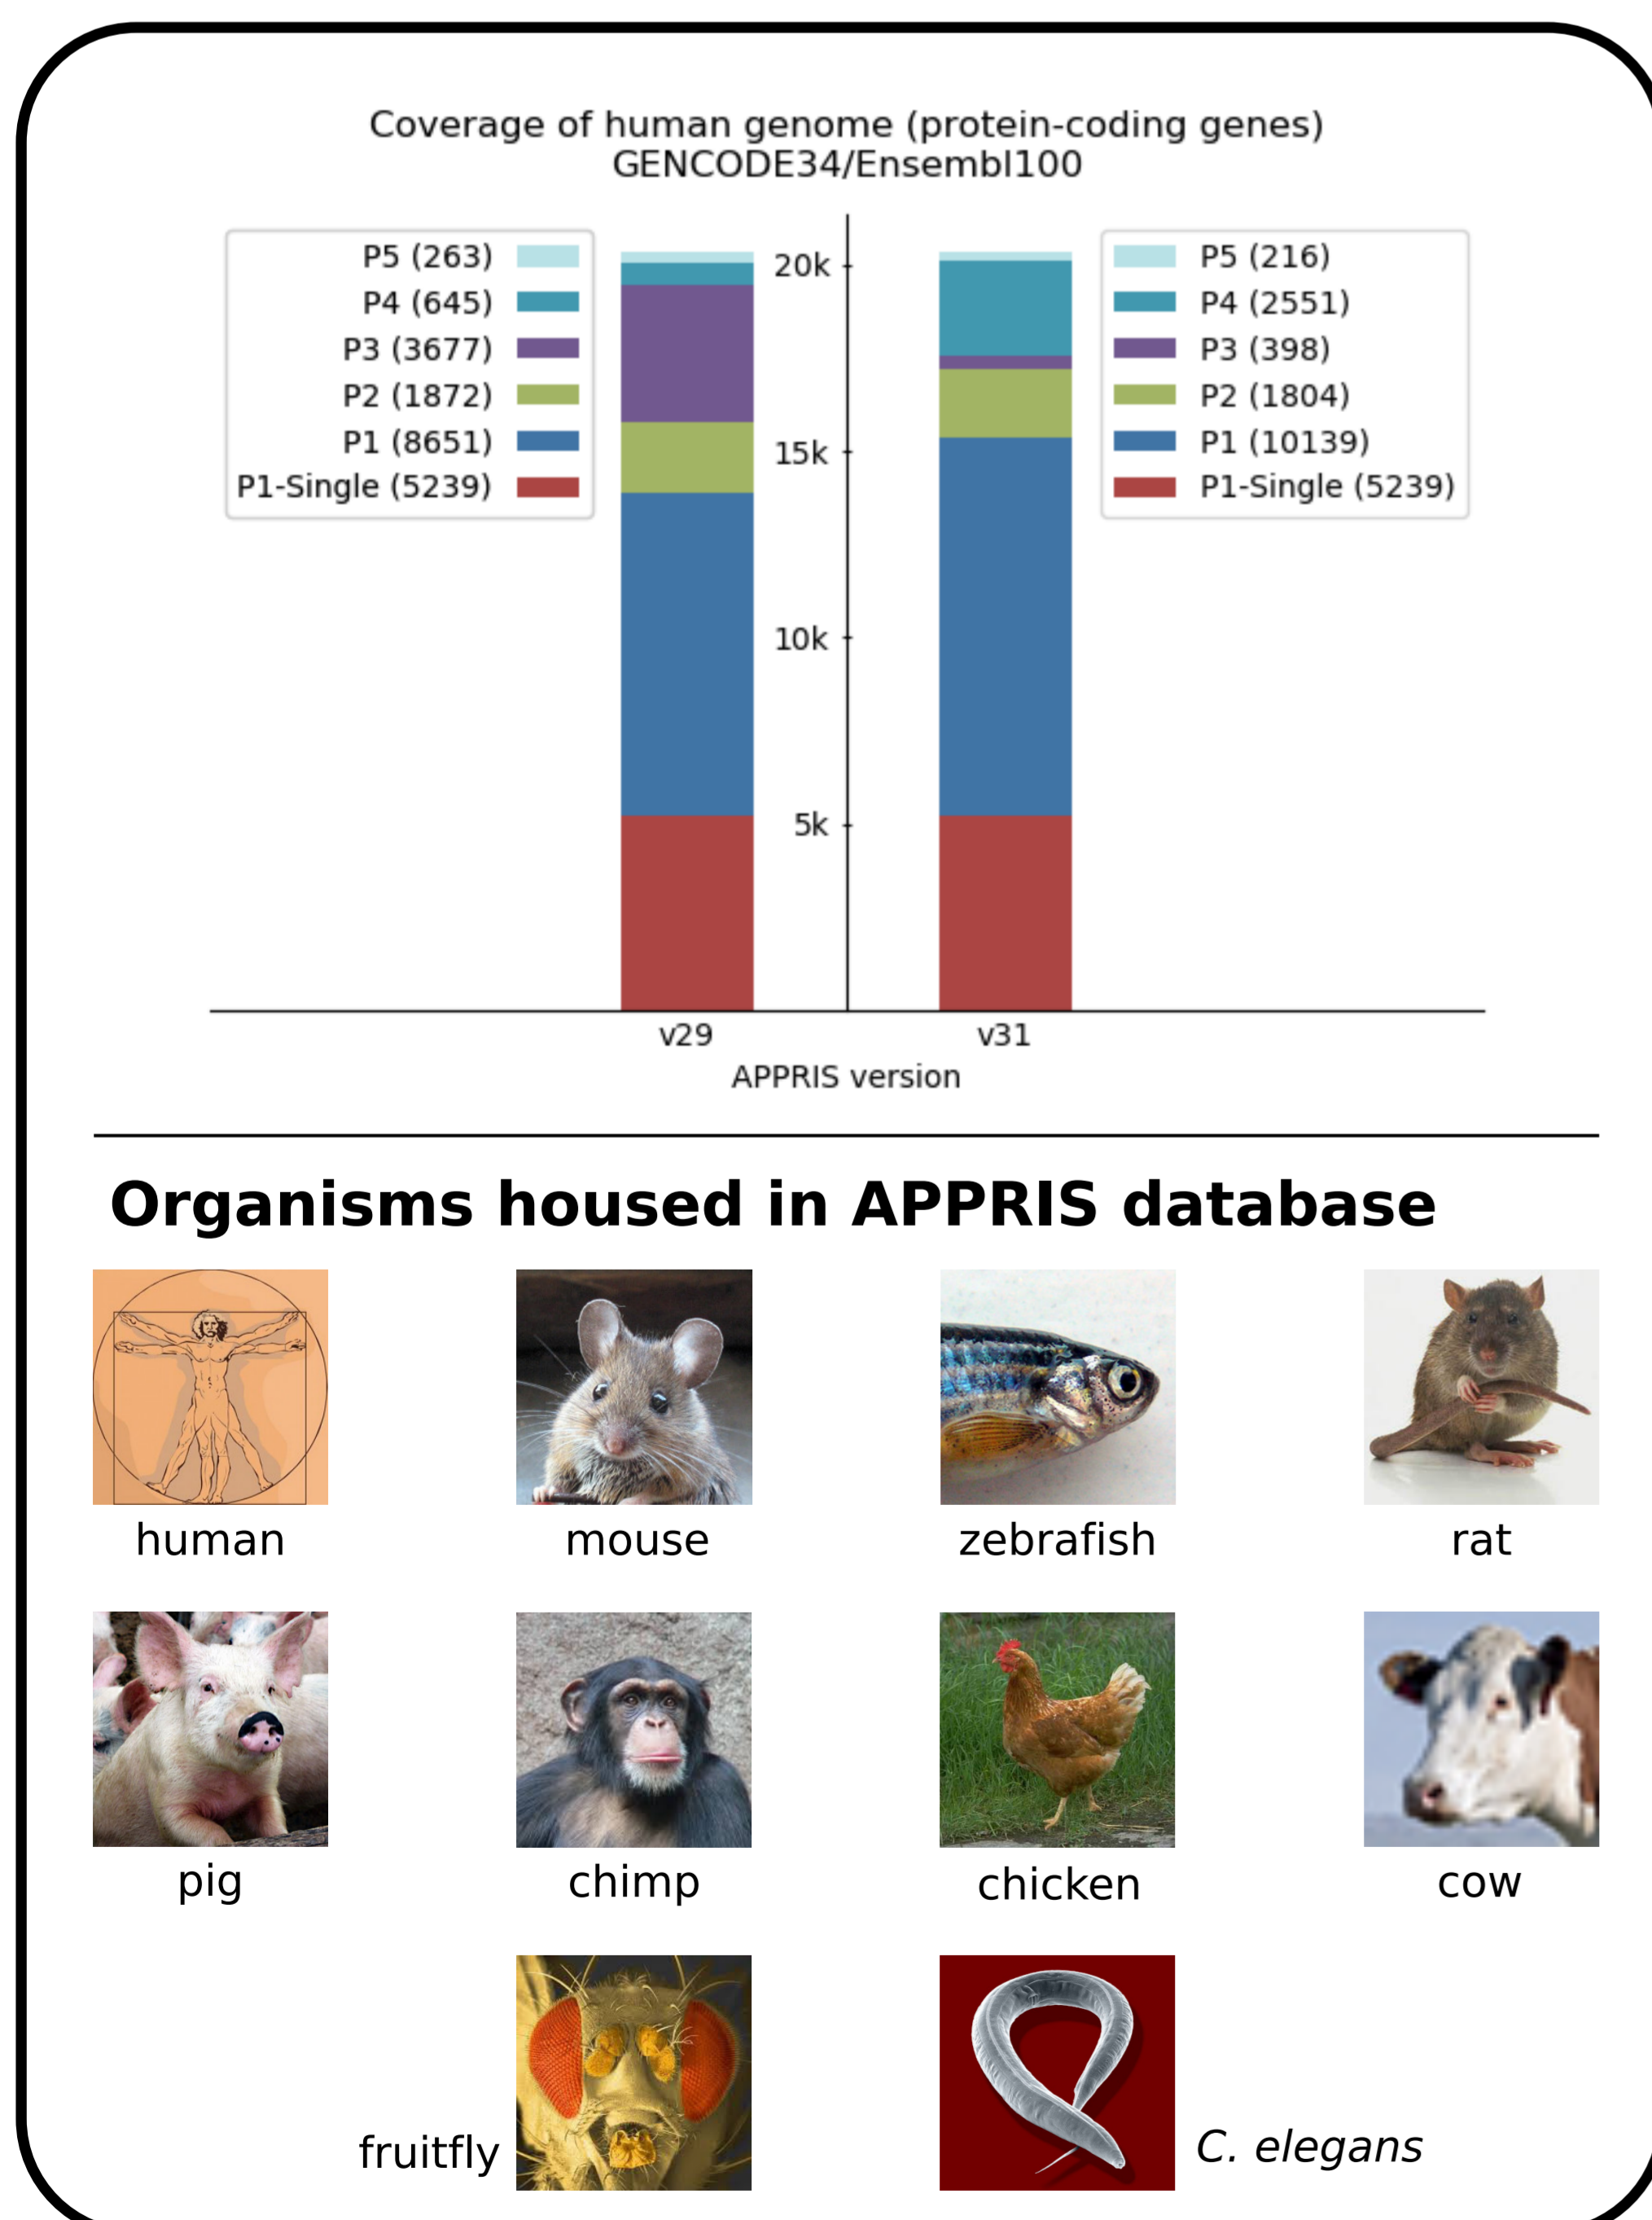 Coverage of human genome (protein-coding genes)
GENCODE34/Ensembl100
P5 (263)
P4 (645)
P3 (3677)
P2 (1872)
P1 (8651)
P1-Single (5239)
20k
15k
10k
5k
P5 (216)
P4 (2551)
P3 (398)
P2 (1804)
P1 (10139)
P1-Single (5239)
v29 v31
APPRIS version
Organisms housed in APPRIS database
human mouse zebrafish rat
pig chimp chicken cow
fruitfly C. elegans